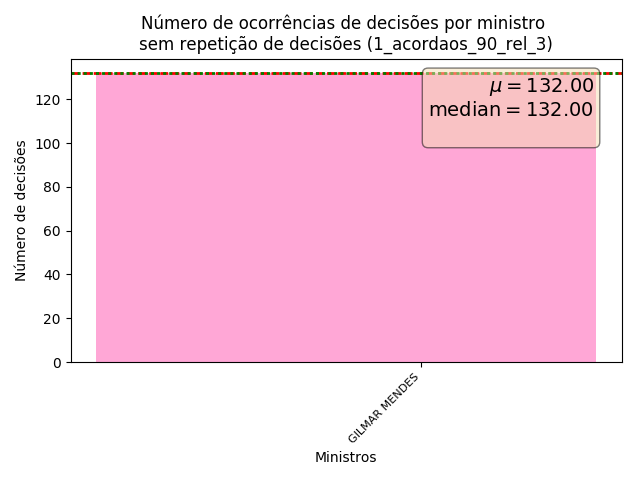 Número de ocorrências de decisões por ministro
sem repetição de decisões (1_acordaos_90_rel_3)
μ = 132.00
median = 132.00
Número de decisões
120
100
80
60
40
20
0
GILMAR MENDES
Ministros